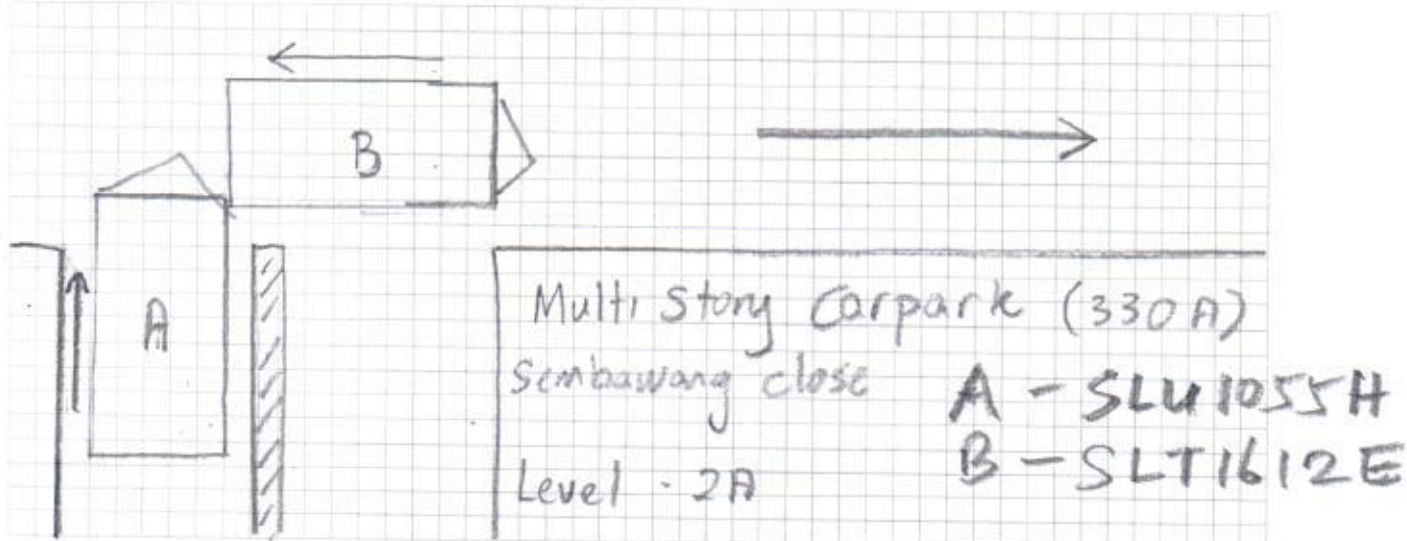 B
A
Multi Story Carpark (330A)
Sembawang close
Level - 2A
A - SLU1055H
B - SLT1612E